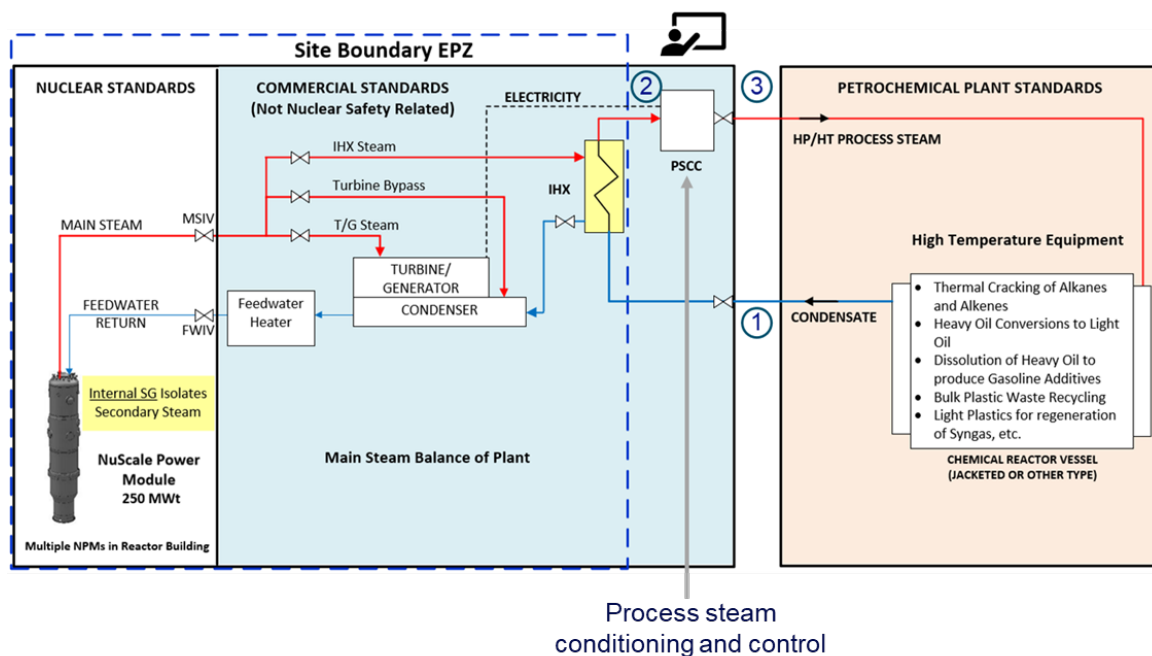 Site Boundary EPZ
NUCLEAR STANDARDS
COMMERCIAL STANDARDS
(Not Nuclear Safety Related)
ELECTRICITY
2
3
PETROCHEMICAL PLANT STANDARDS
IHX Steam
Turbine Bypass
T/G Steam
MAIN STEAM
MSIV
IHX
PSCC
HP/HT PROCESS STEAM
TURBINE/
GENERATOR
CONDENSER
Feedwater
Heater
FEEDWATER
RETURN
FWIV
1
CONDENSATE
High Temperature Equipment
• Thermal Cracking of Alkanes
and Alkenes
• Heavy Oil Conversions to Light
Oil
• Dissolution of Heavy Oil to
produce Gasoline Additives
• Bulk Plastic Waste Recycling
• Light Plastics for regeneration
of Syngas, etc.
CHEMICAL REACTOR VESSEL
(JACKETED OR OTHER TYPE)
Internal SG Isolates
Secondary Steam
NuScale Power
Module
250 MWt
Multiple NPMs in Reactor Building
Main Steam Balance of Plant
Process steam
conditioning and control